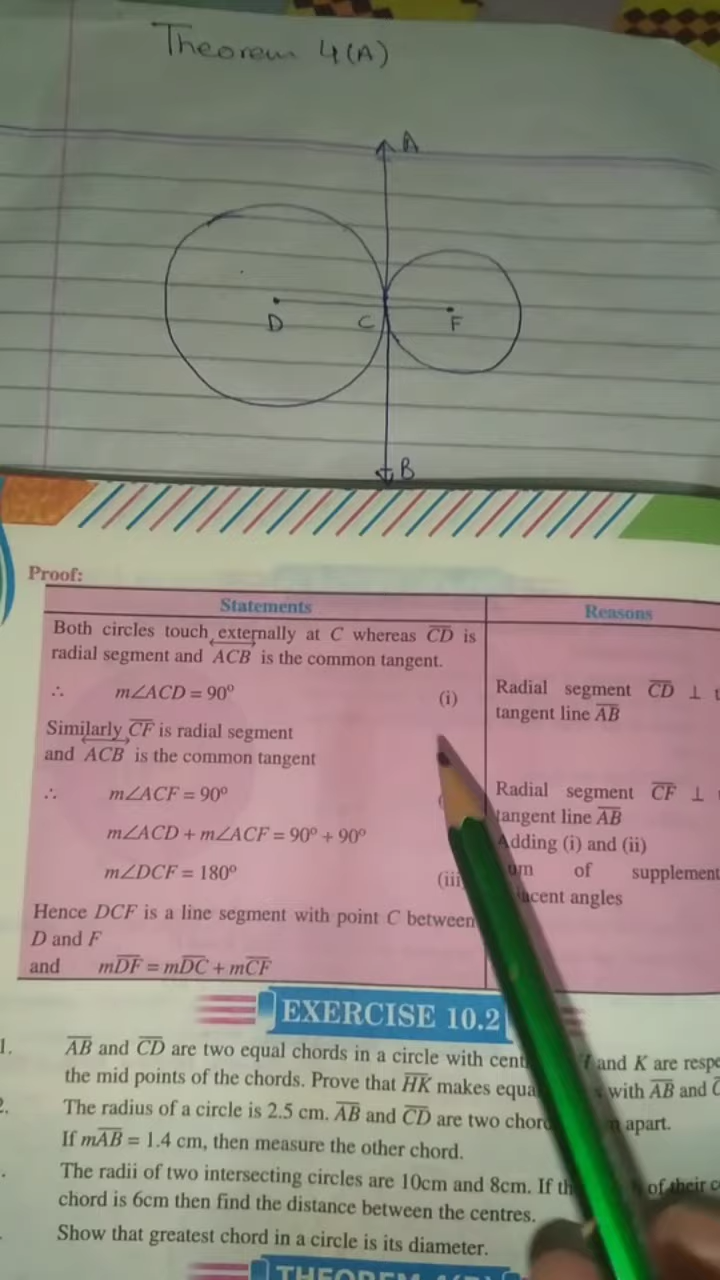 Theorem 4(A)
A
D
C
F
B
Proof:
Statements
Reasons
Both circles touch externally at C whereas CD is
radial segment and ACB is the common tangent.
∴ m∠ACD = 90° (i)
Radial segment CD ⊥
tangent line AB
Similarly CF is radial segment
and ACB is the common tangent
∴ m∠ACF = 90°
Radial segment CF ⊥
tangent line AB
m∠ACD + m∠ACF = 90° + 90°
Adding (i) and (ii)
m∠DCF = 180° (iii
of supplement
angles
Hence DCF is a line segment with point C between
D and F
and mDF = mDC + mCF
EXERCISE 10.2
1. AB and CD are two equal chords in a circle with and K are respe
the mid points of the chords. Prove that HK makes with AB and
2. The radius of a circle is 2.5 cm. AB and CD are two apart.
If mAB = 1.4 cm, then measure the other chord.
The radii of two intersecting circles are 10cm and 8cm. If of their
chord is 6cm then find the distance between the centres.
Show that greatest chord in a circle is its diameter.
THEOREM